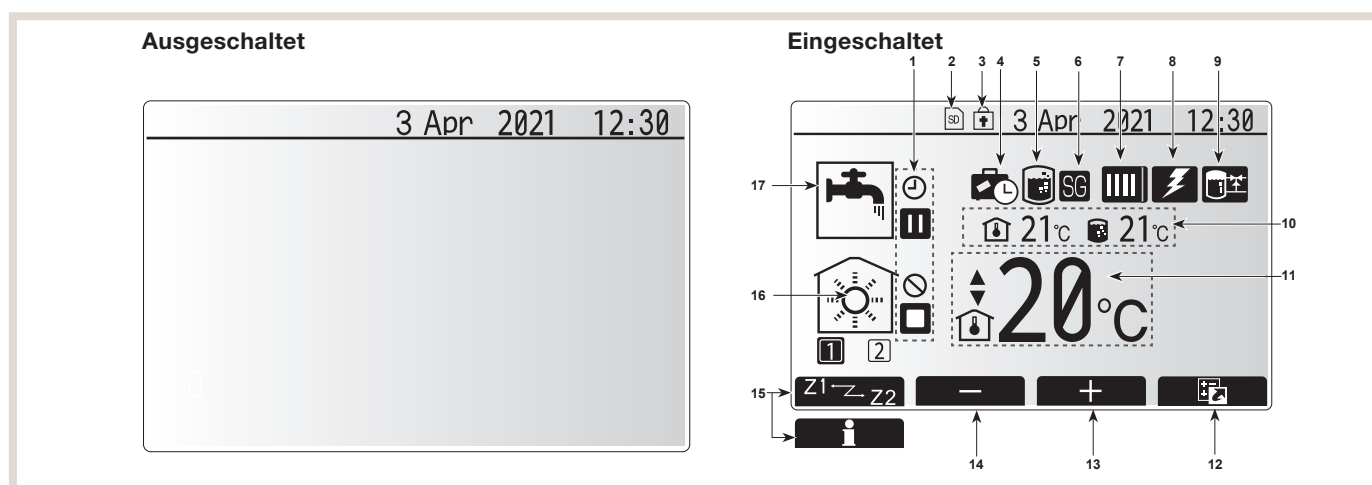 Ausgeschaltet
Eingeschaltet
1
2 3 4 5 6 7 8 9
3 Apr 2021 12:30
SD 3 Apr 2021 12:30
17
SG
21°C 21°C
10
20°C
11
16
1 2
1
15
Z1 Z2 − +
i
14 13 12